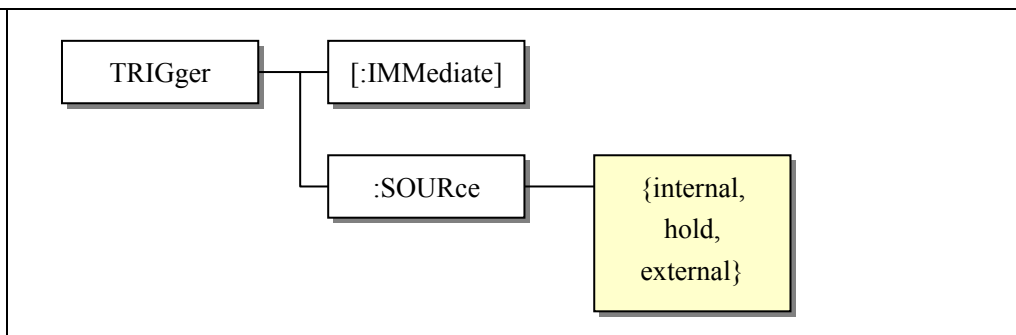 TRIGger
[:IMMediate]
:SOURce
{internal,
hold,
external}